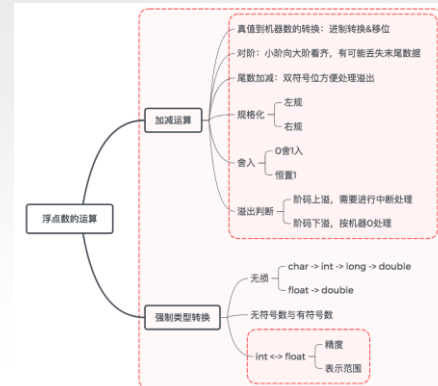 真值到机器数的转换：进制转换&移位
对阶：小阶向大阶看齐，有可能丢失末尾数据
尾数加减：双符号位方便处理溢出
左规
规格化
右规
加减运算
0舍1入
舍入
恒置1
阶码上溢，需要进行中断处理
溢出判断
阶码下溢，按机器0处理
浮点数的运算
char -> int -> long -> double
无损
float -> double
强制类型转换
无符号数与有符号数
精度
int <-> float
表示范围